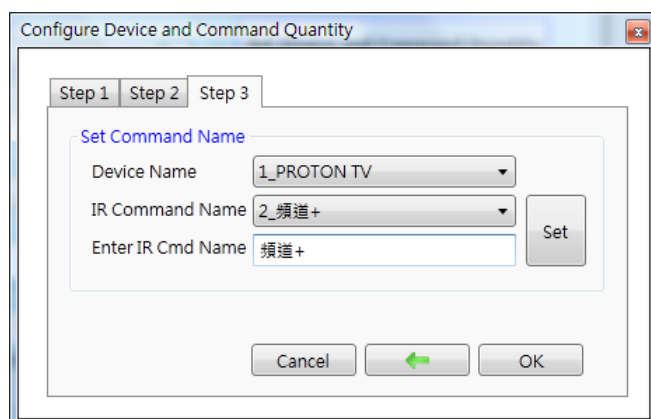 Configure Device and Command Quantity
Step 1 Step 2 Step 3
Set Command Name
Device Name 1_PROTON TV
IR Command Name 2_頻道+
Enter IR Cmd Name 頻道+
Set
Cancel OK